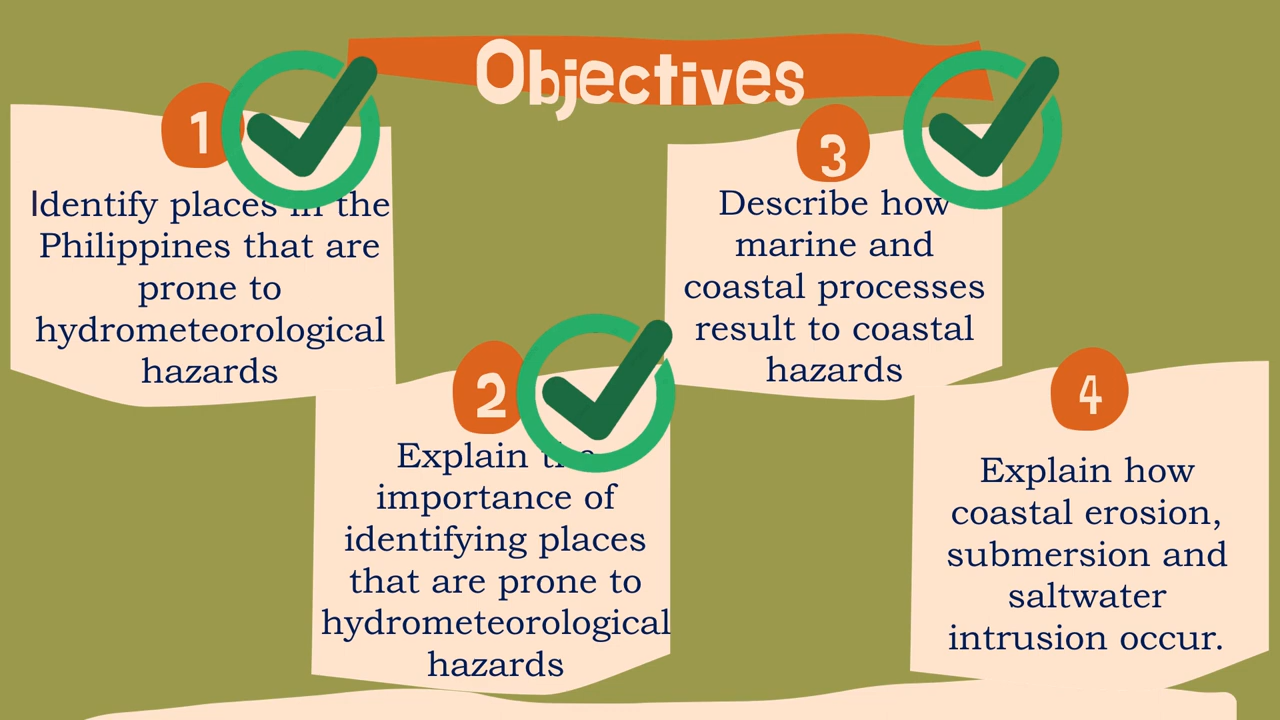 Objectives
1
Identify places in the
Philippines that are
prone to
hydrometeorological
hazards
2
Explain the
importance of
identifying places
that are prone to
hydrometeorological
hazards
3
Describe how
marine and
coastal processes
result to coastal
hazards
4
Explain how
coastal erosion,
submersion and
saltwater
intrusion occur.